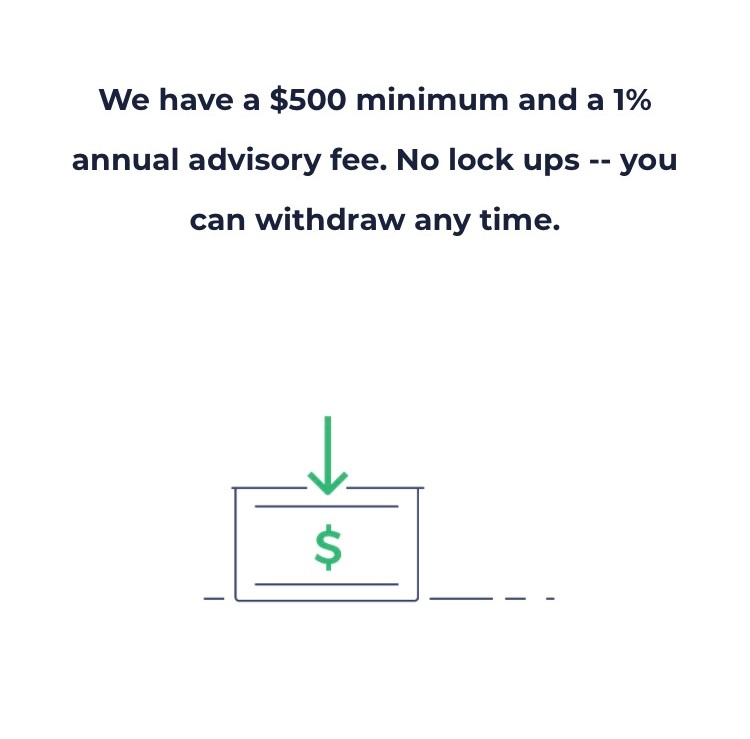 We have a $500 minimum and a 1%
annual advisory fee. No lock ups -- you
can withdraw any time.
$